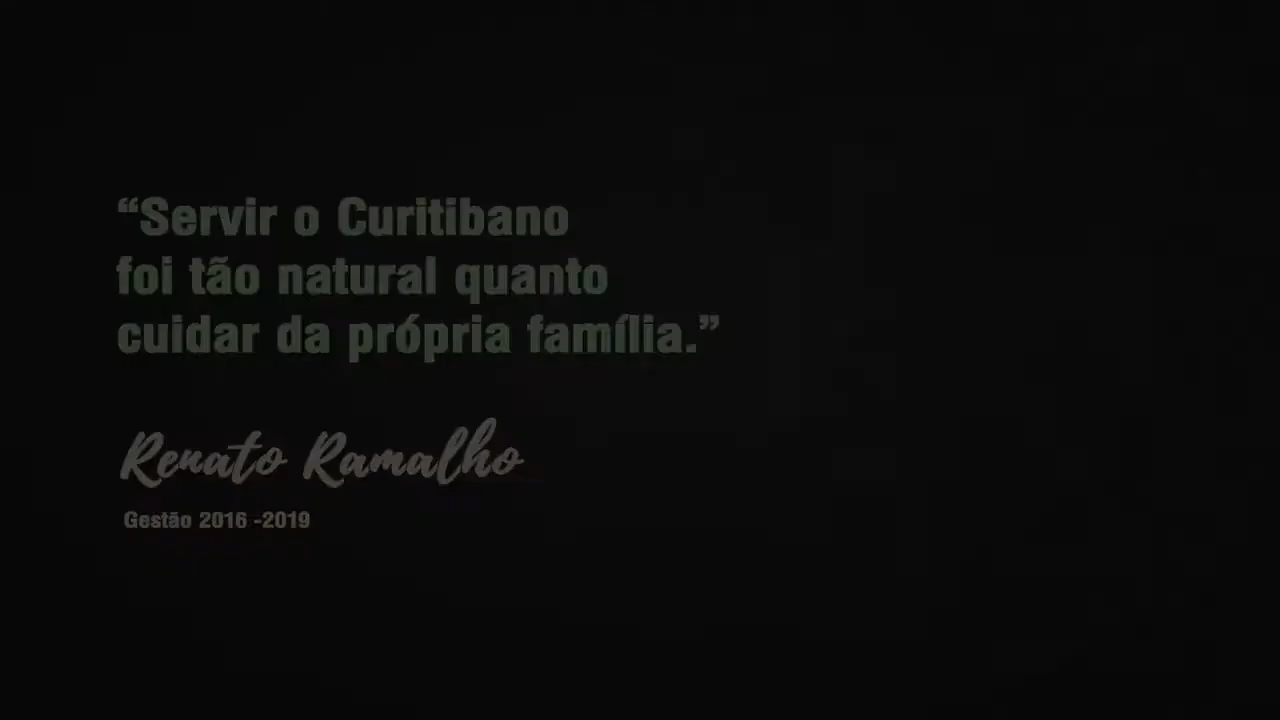 “Servir o Curitibano
foi tão natural quanto
cuidar da própria família.”
Renato Ramalho
Gestão 2016 -2019